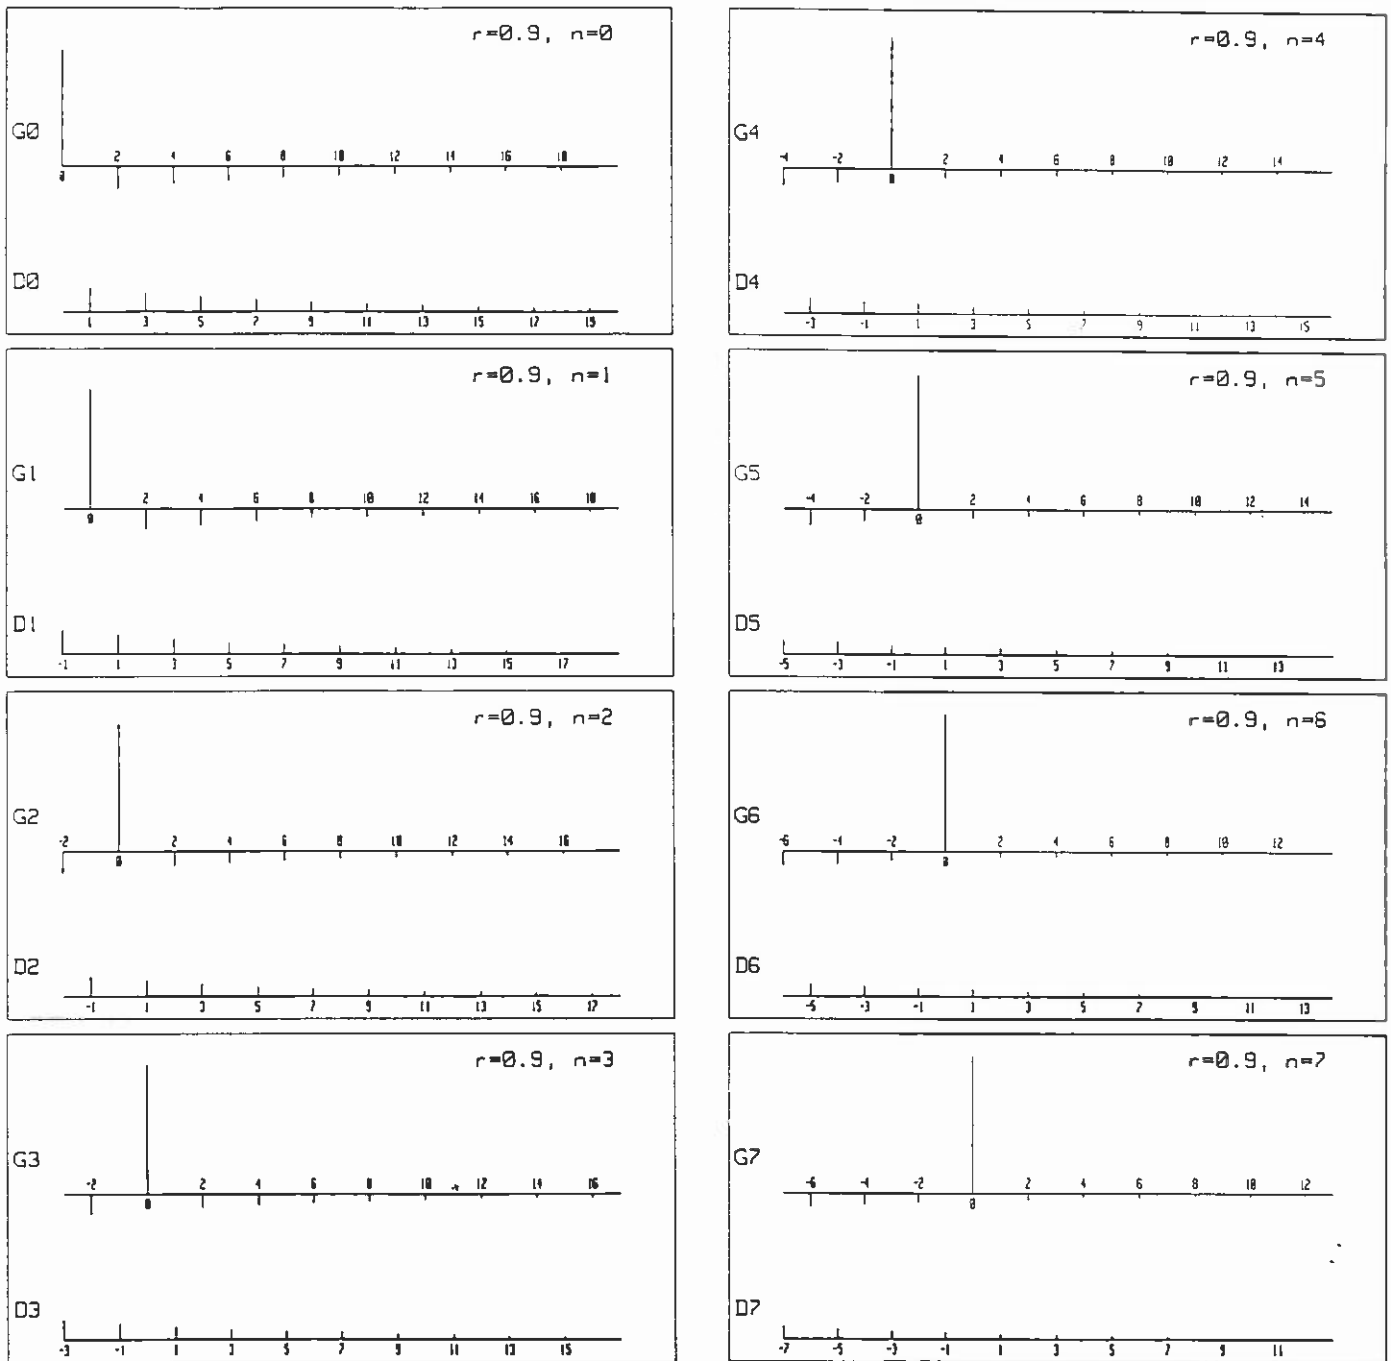 r=0.9, n=0
G0
2 4 6 8 10 12 14 16 18
0
D0
1 3 5 7 9 11 13 15 17 19
r=0.9, n=1
G1
2 4 6 8 10 12 14 16 18
0
D1
-1 1 3 5 7 9 11 13 15 17
r=0.9, n=2
G2
-2 2 4 6 8 10 12 14 16
0
D2
-1 1 3 5 7 9 11 13 15 17
r=0.9, n=3
G3
-2 2 4 6 8 10 12 14 16
0
D3
-3 -1 1 3 5 7 9 11 13 15
r=0.9, n=4
G4
-4 -2 2 4 6 8 10 12 14
0
D4
-3 -1 1 3 5 7 9 11 13 15
r=0.9, n=5
G5
-4 -2 2 4 6 8 10 12 14
0
D5
-5 -3 -1 1 3 5 7 9 11 13
r=0.9, n=6
G6
-6 -4 -2 2 4 6 8 10 12
0
D6
-5 -3 -1 1 3 5 7 9 11 13
r=0.9, n=7
G7
-6 -4 -2 2 4 6 8 10 12
0
D7
-7 -5 -3 -1 1 3 5 7 9 11